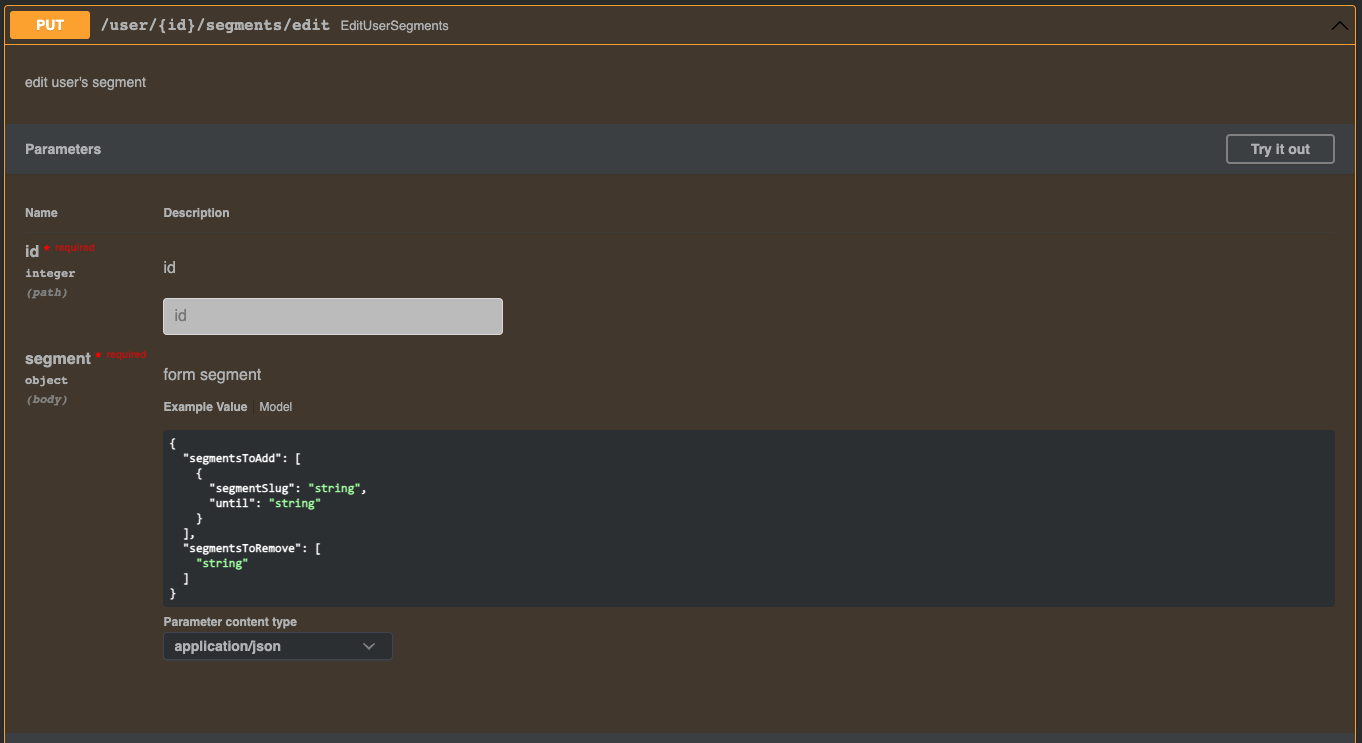 PUT /user/{id}/segments/edit EditUserSegments
edit user's segment
Parameters Try it out
Name Description
id * required
integer
(path)
id
id
segment * required
object
(body)
form segment
Example Value Model
{
  "segmentsToAdd": [
    {
      "segmentSlug": "string",
      "until": "string"
    }
  ],
  "segmentsToRemove": [
    "string"
  ]
}
Parameter content type
application/json